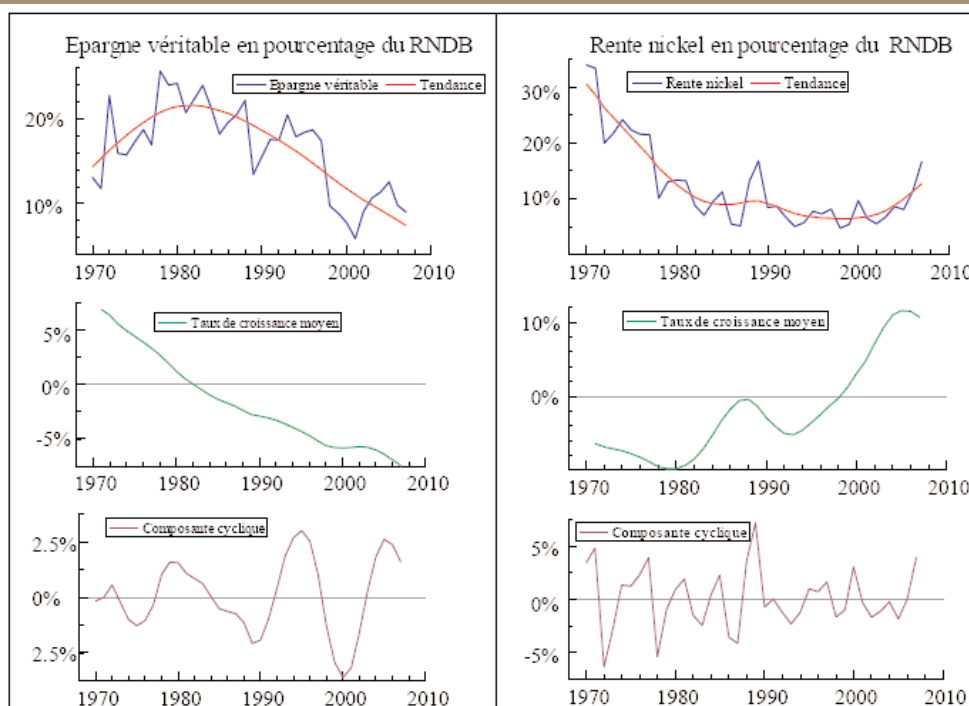 Epargne véritable en pourcentage du RNDB
Epargne véritable
Tendance
20%
10%
1970 1980 1990 2000 2010
Taux de croissance moyen
5%
0%
-5%
1970 1980 1990 2000 2010
Composante cyclique
2.5%
0%
2.5%
1970 1980 1990 2000 2010
Rente nickel en pourcentage du RNDB
Rente nickel
Tendance
30%
20%
10%
1970 1980 1990 2000 2010
Taux de croissance moyen
10%
0%
1970 1980 1990 2000 2010
Composante cyclique
5%
0%
-5%
1970 1980 1990 2000 2010